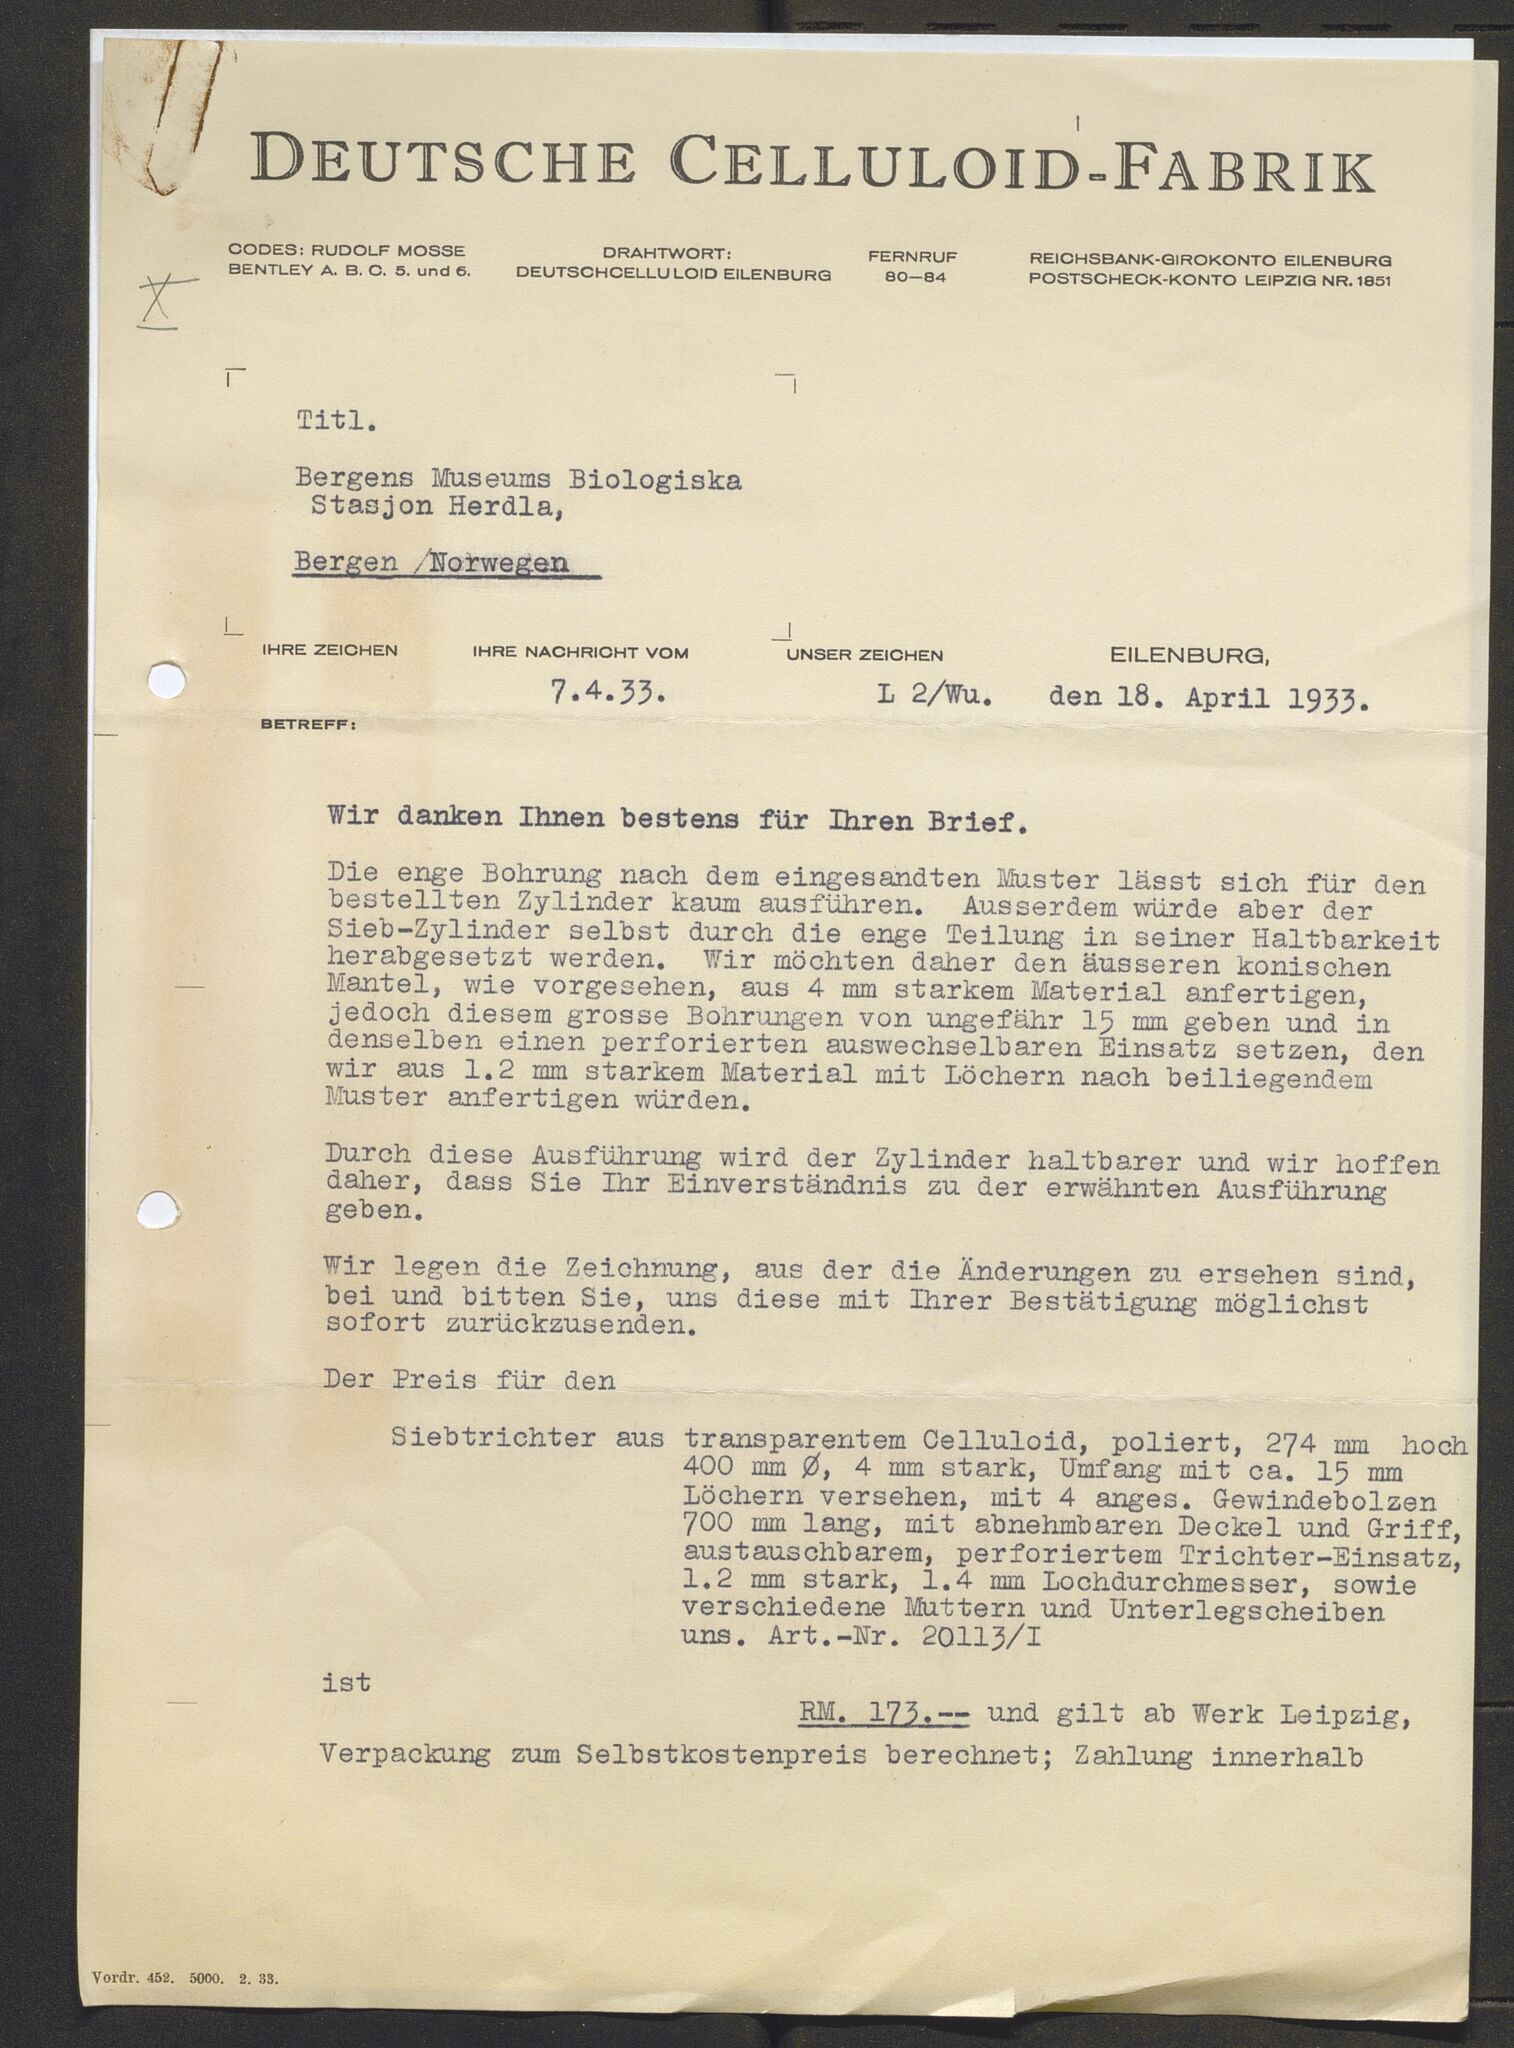 DEUTSCHE CELLULOID-FABRIK
CODES: RUDOLF MOSSE
BENTLEY A. B. C. 5. und 6.
DRAHTWORT:
DEUTSCHCELLULOID EILENBURG
FERNRUF
80—84
REICHSBANK-GIROKONTO EILENBURG
POSTSCHECK-KONTO LEIPZIG NR. 1851
X
Titl.
Bergens Museums Biologiska
Stasjon Herdla,
Bergen /Norwegen
IHRE ZEICHEN
IHRE NACHRICHT VOM
7.4.33.
UNSER ZEICHEN
L 2/Wu.
EILENBURG,
den 18. April 1933.
BETREFF:
Wir danken Ihnen bestens für Ihren Brief.
Die enge Bohrung nach dem eingesandten Muster lässt sich für den
bestellten Zylinder kaum ausführen. Ausserdem würde aber der
Sieb-Zylinder selbst durch die enge Teilung in seiner Haltbarkeit
herabgesetzt werden. Wir möchten daher den äusseren konischen
Mantel, wie vorgesehen, aus 4 mm starkem Material anfertigen,
jedoch diesem grosse Bohrungen von ungefähr 15 mm geben und in
denselben einen perforierten auswechselbaren Einsatz setzen, den
wir aus 1.2 mm starkem Material mit Löchern nach beiliegendem
Muster anfertigen würden.
Durch diese Ausführung wird der Zylinder haltbarer und wir hoffen
daher, dass Sie Ihr Einverständnis zu der erwähnten Ausführung
geben.
Wir legen die Zeichnung, aus der die Änderungen zu ersehen sind,
bei und bitten Sie, uns diese mit Ihrer Bestätigung möglichst
sofort zurückzusenden.
Der Preis für den
Siebtrichter aus transparentem Celluloid, poliert, 274 mm hoch
400 mm Ø, 4 mm stark, Umfang mit ca. 15 mm
Löchern versehen, mit 4 anges. Gewindebolzen
700 mm lang, mit abnehmbaren Deckel und Griff,
austauschbarem, perforiertem Trichter-Einsatz,
1.2 mm stark, 1.4 mm Lochdurchmesser, sowie
verschiedene Muttern und Unterlegscheiben
uns. Art.-Nr. 20113/I
ist
RM. 173.-- und gilt ab Werk Leipzig,
Verpackung zum Selbstkostenpreis berechnet; Zahlung innerhalb
Vordr. 452. 5000. 2. 33.